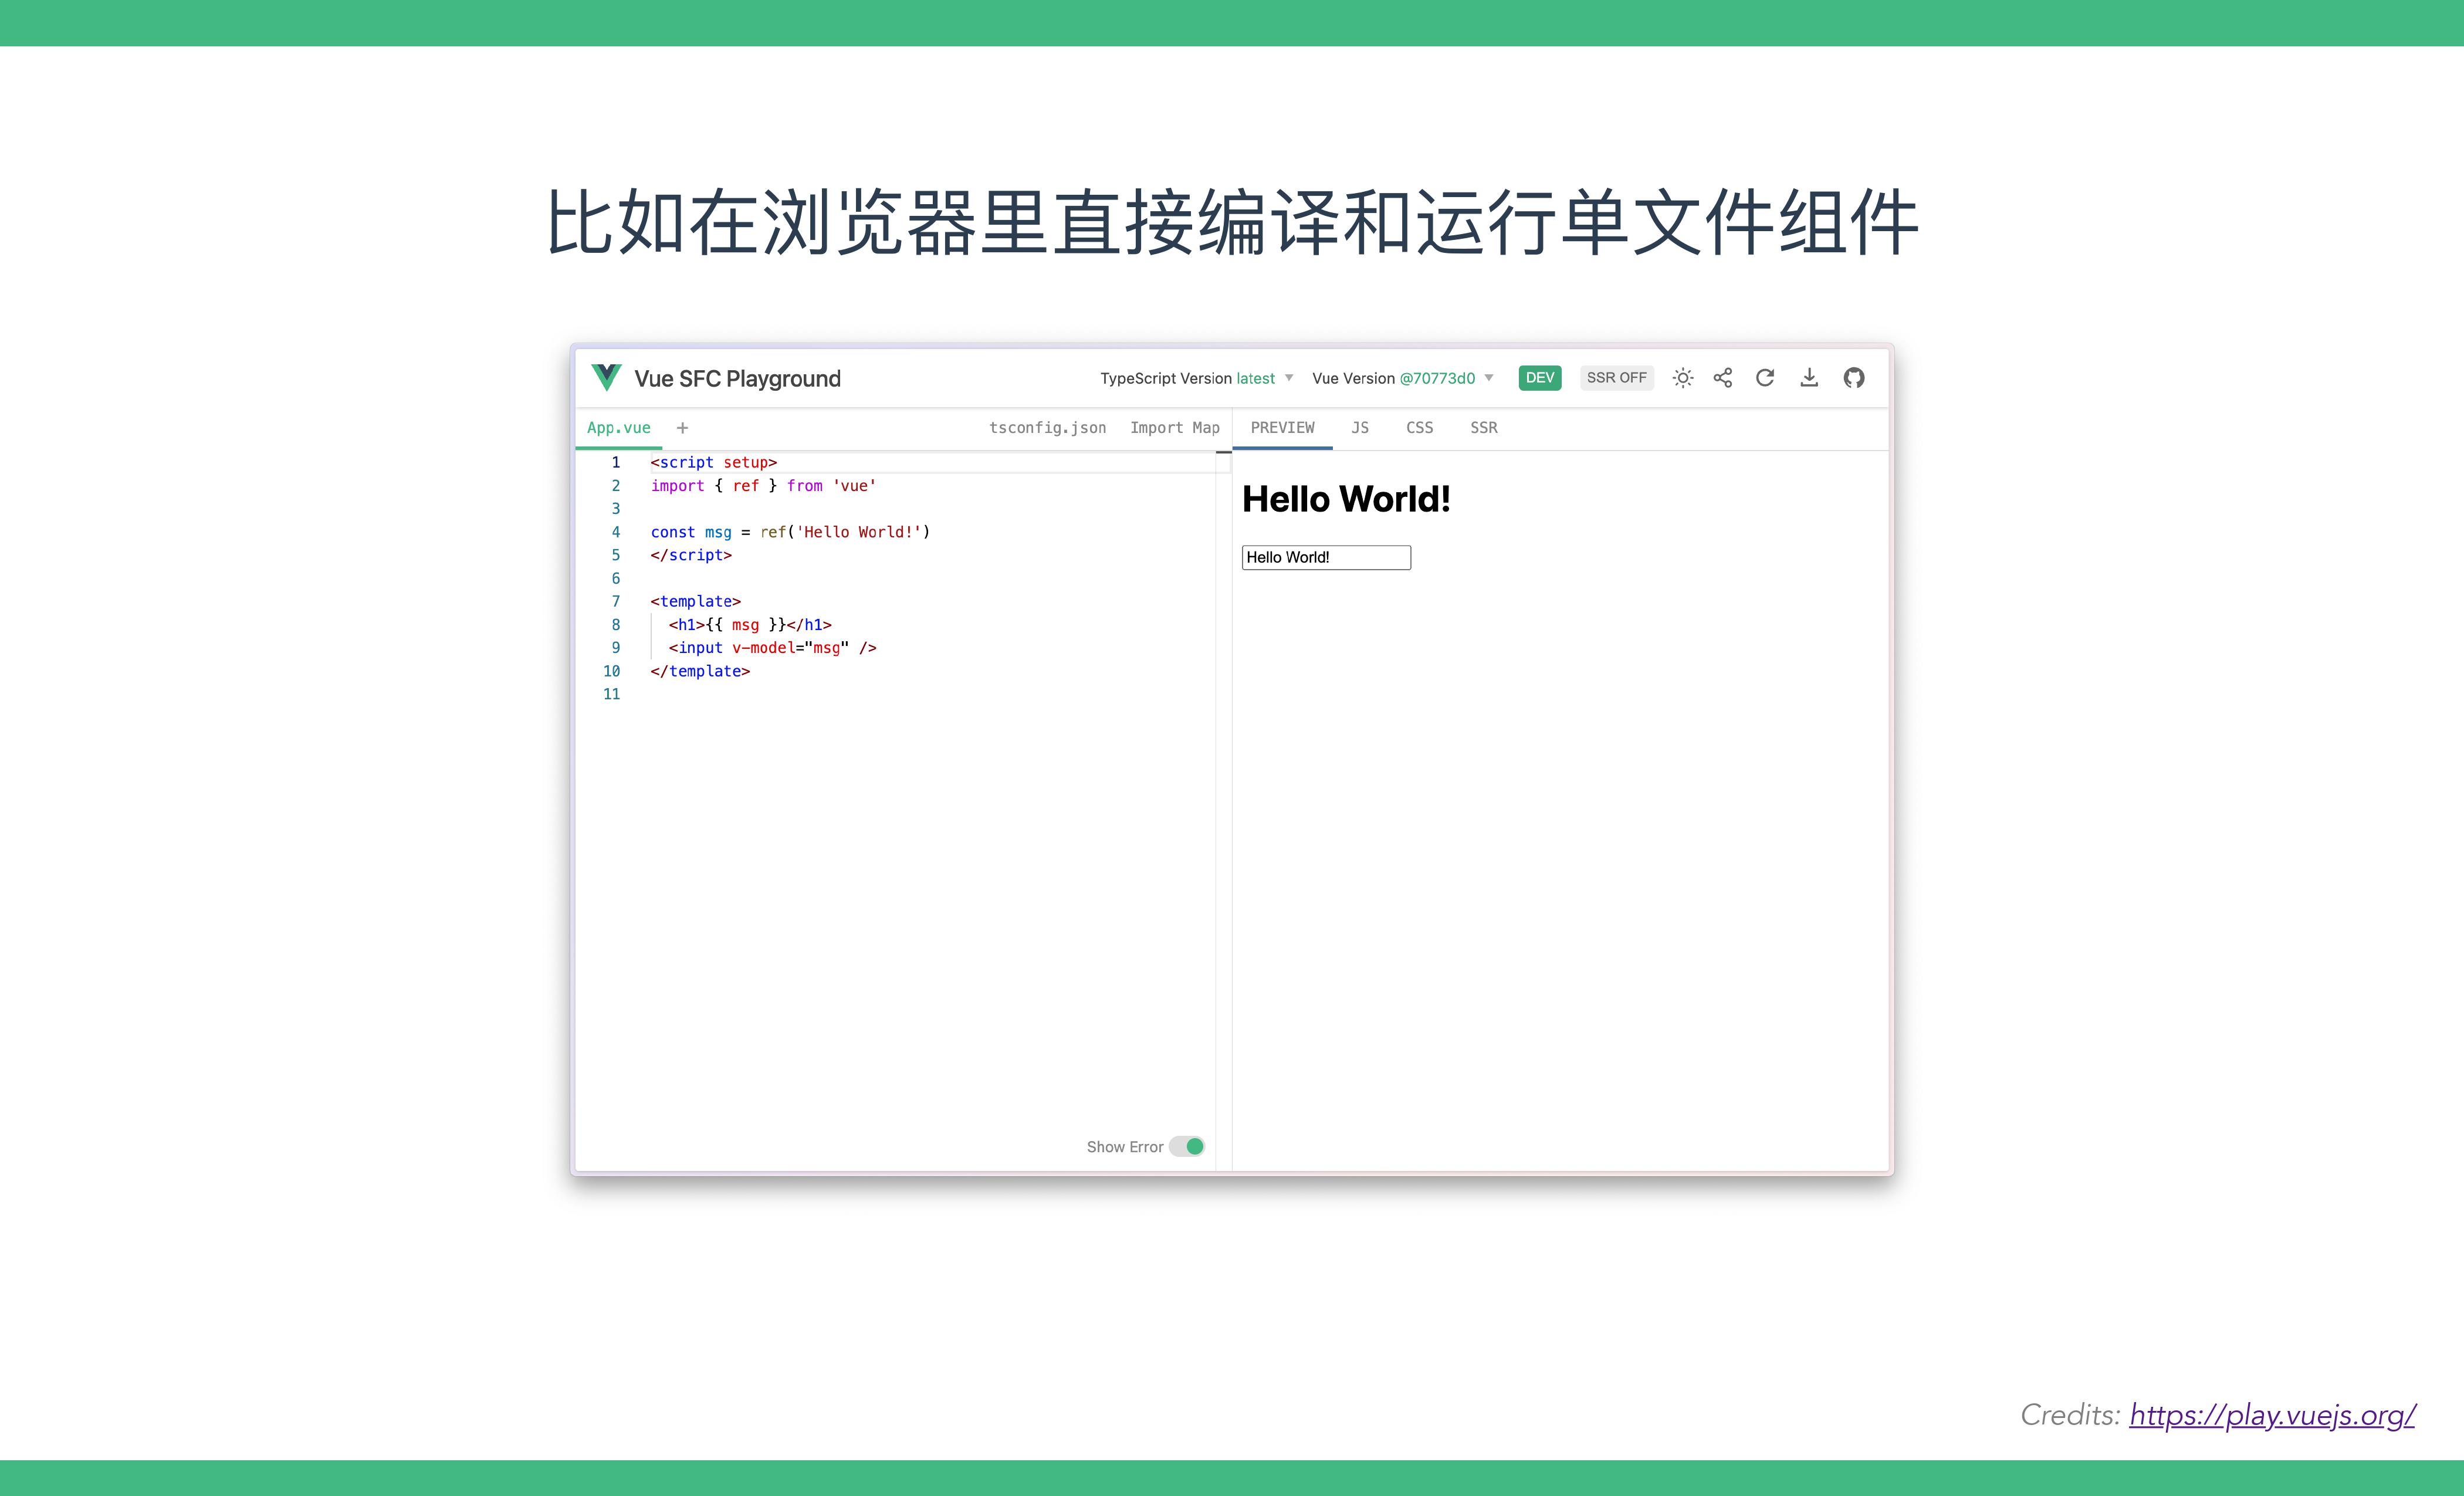 比如在浏览器里直接编译和运行单文件组件
Vue SFC Playground
TypeScript Version latest
Vue Version @70773d0
DEV
SSR OFF
App.vue +
tsconfig.json
Import Map
PREVIEW
JS
CSS
SSR
1 <script setup>
2 import { ref } from 'vue'
3
4 const msg = ref('Hello World!')
5 </script>
6
7 <template>
8 <h1>{{ msg }}</h1>
9 <input v-model="msg" />
10 </template>
11
Show Error
Hello World!
Hello World!
Credits: https://play.vuejs.org/